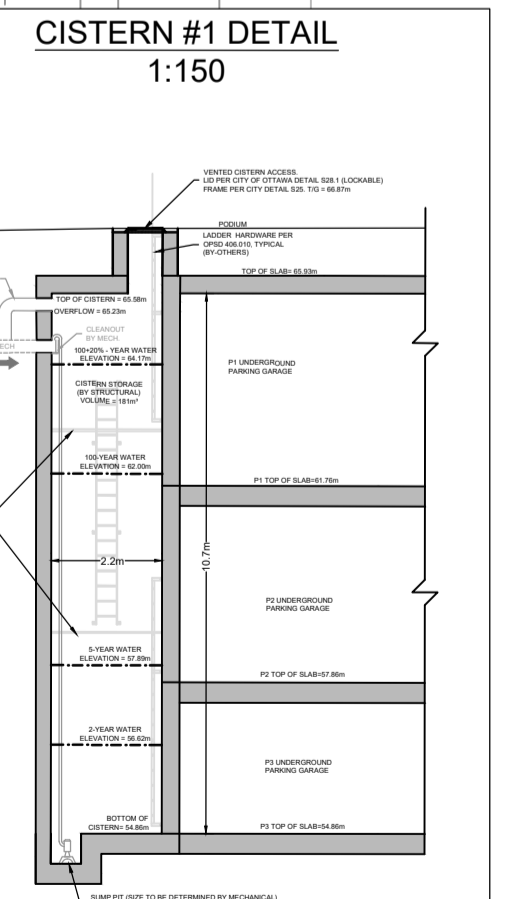 CISTERN #1 DETAIL
1:150
VENTED CISTERN ACCESS.
LID PER CITY OF OTTAWA DETAIL S28.1 (LOCKABLE)
FRAME PER CITY DETAIL S25. T/G = 66.87m
PODIUM
LADDER HARDWARE PER
OPSD 406.010, TYPICAL
(BY-OTHERS)
TOP OF SLAB= 65.93m
TOP OF CISTERN = 65.58m
OVERFLOW = 65.23m
CLEANOUT
BY MECH.
ECH
100+20% - YEAR WATER
ELEVATION = 64.17m
P1 UNDERGROUND
PARKING GARAGE
CISTERN STORAGE
(BY STRUCTURAL)
VOLUME = 181m³
100-YEAR WATER
ELEVATION = 62.00m
P1 TOP OF SLAB=61.76m
2.2m
10.7m
P2 UNDERGROUND
PARKING GARAGE
5-YEAR WATER
ELEVATION = 57.89m
P2 TOP OF SLAB=57.86m
2-YEAR WATER
ELEVATION = 56.62m
P3 UNDERGROUND
PARKING GARAGE
BOTTOM OF
CISTERN= 54.86m
P3 TOP OF SLAB=54.86m
SUMP PIT (SIZE TO BE DETERMINED BY MECHANICAL)